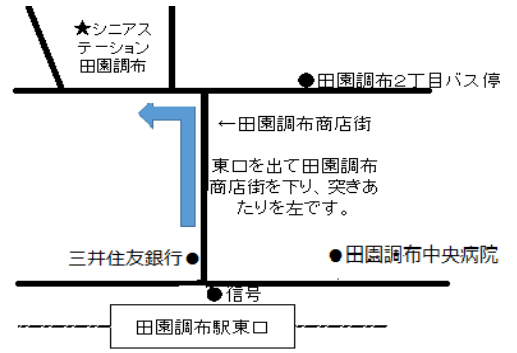 ★シニアス
テーション
田園調布
●田園調布2丁目バス停
←田園調布商店街
東口を出て田園調布
商店街を下り、突きあ
たりを左です。
三井住友銀行●
●田園調布中央病院
●信号
田園調布駅東口